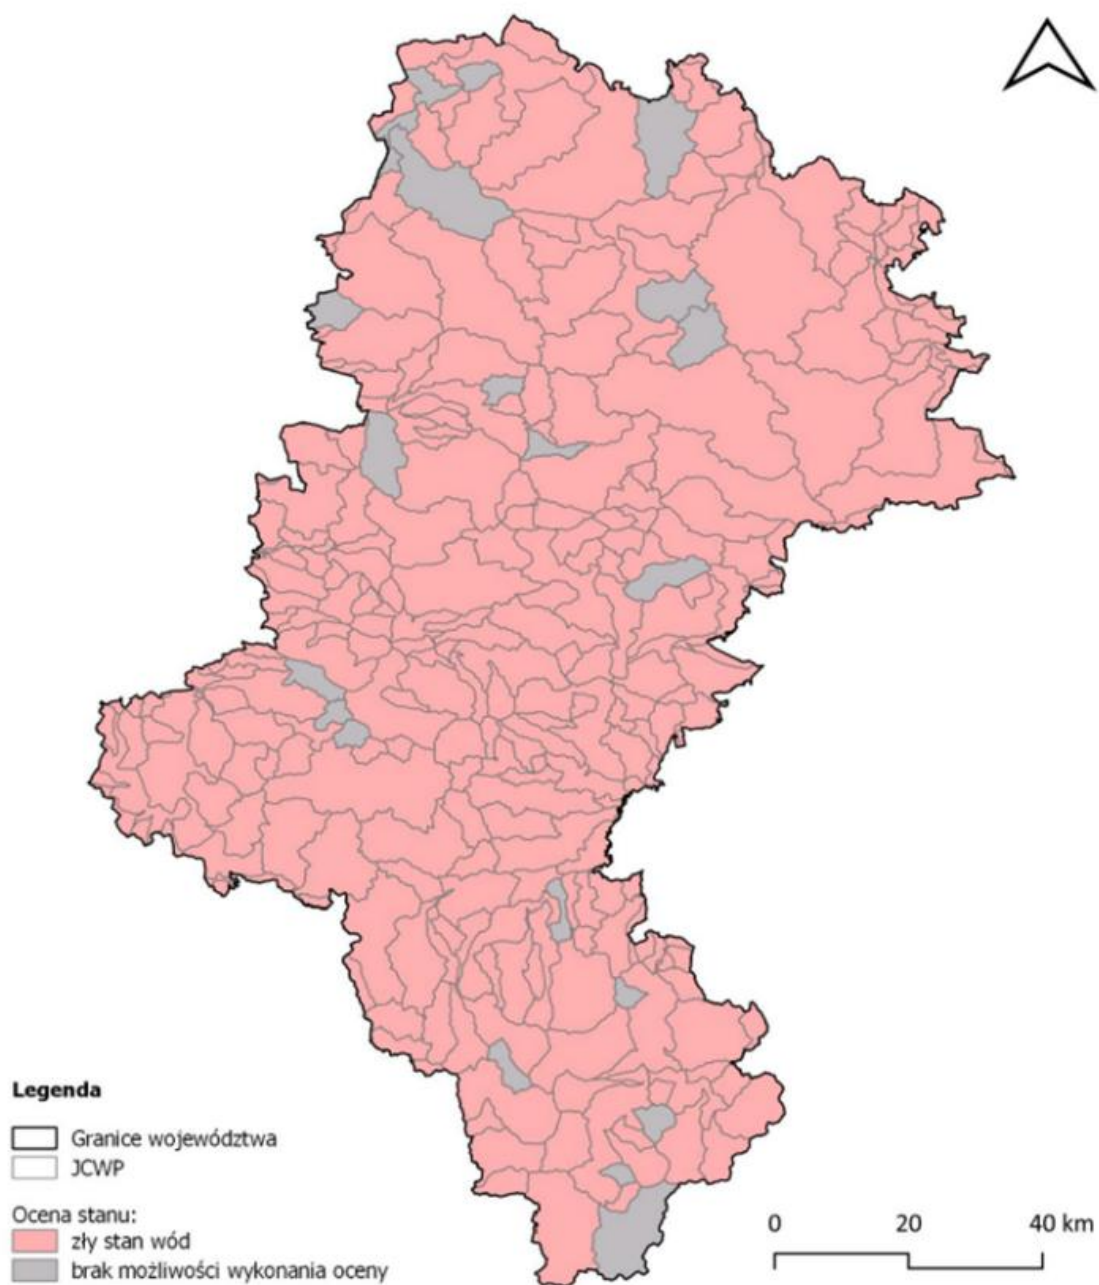 Legenda
Granice województwa
JCWP
Ocena stanu:
zły stan wód
brak możliwości wykonania oceny
0 20 40 km